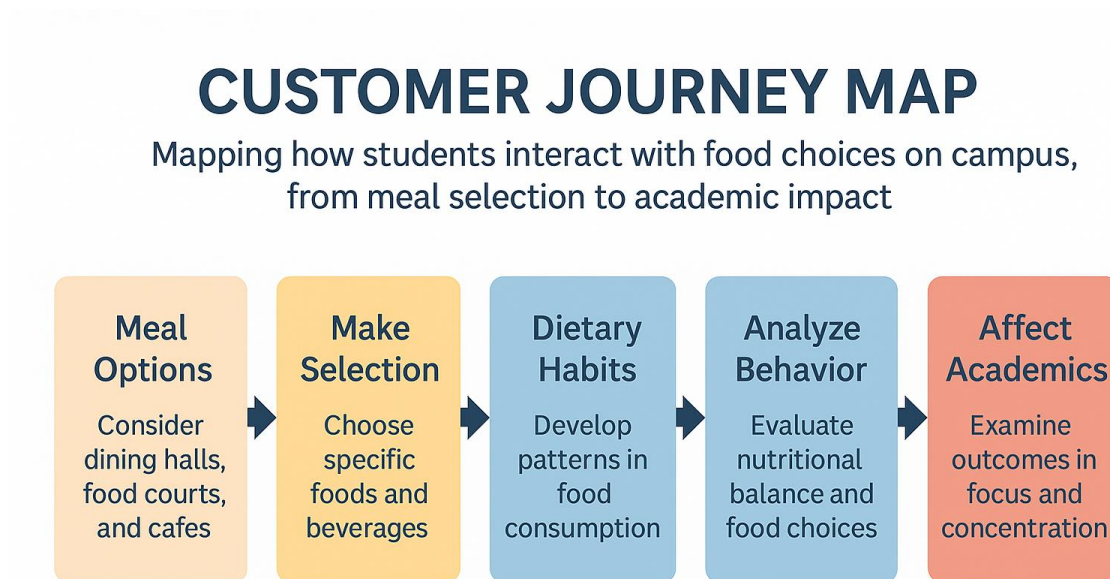 CUSTOMER JOURNEY MAP
Mapping how students interact with food choices on campus,
from meal selection to academic impact
Meal
Options
Consider
dining halls,
food courts,
and cafes
Make
Selection
Choose
specific
foods and
beverages
Dietary
Habits
Develop
patterns in
food
consumption
Analyze
Behavior
Evaluate
nutritional
balance and
food choices
Affect
Academics
Examine
outcomes in
focus and
concentration